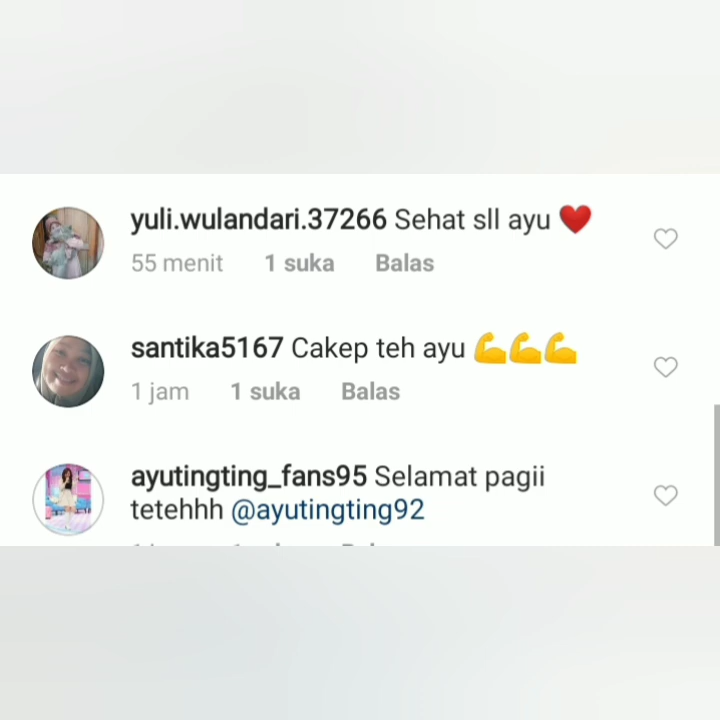 yuli.wulandari.37266 Sehat sll ayu ❤️
55 menit 1 suka Balas
santika5167 Cakep teh ayu 💪💪💪
1 jam 1 suka Balas
ayutingting_fans95 Selamat pagii
tetehhh @ayutingting92